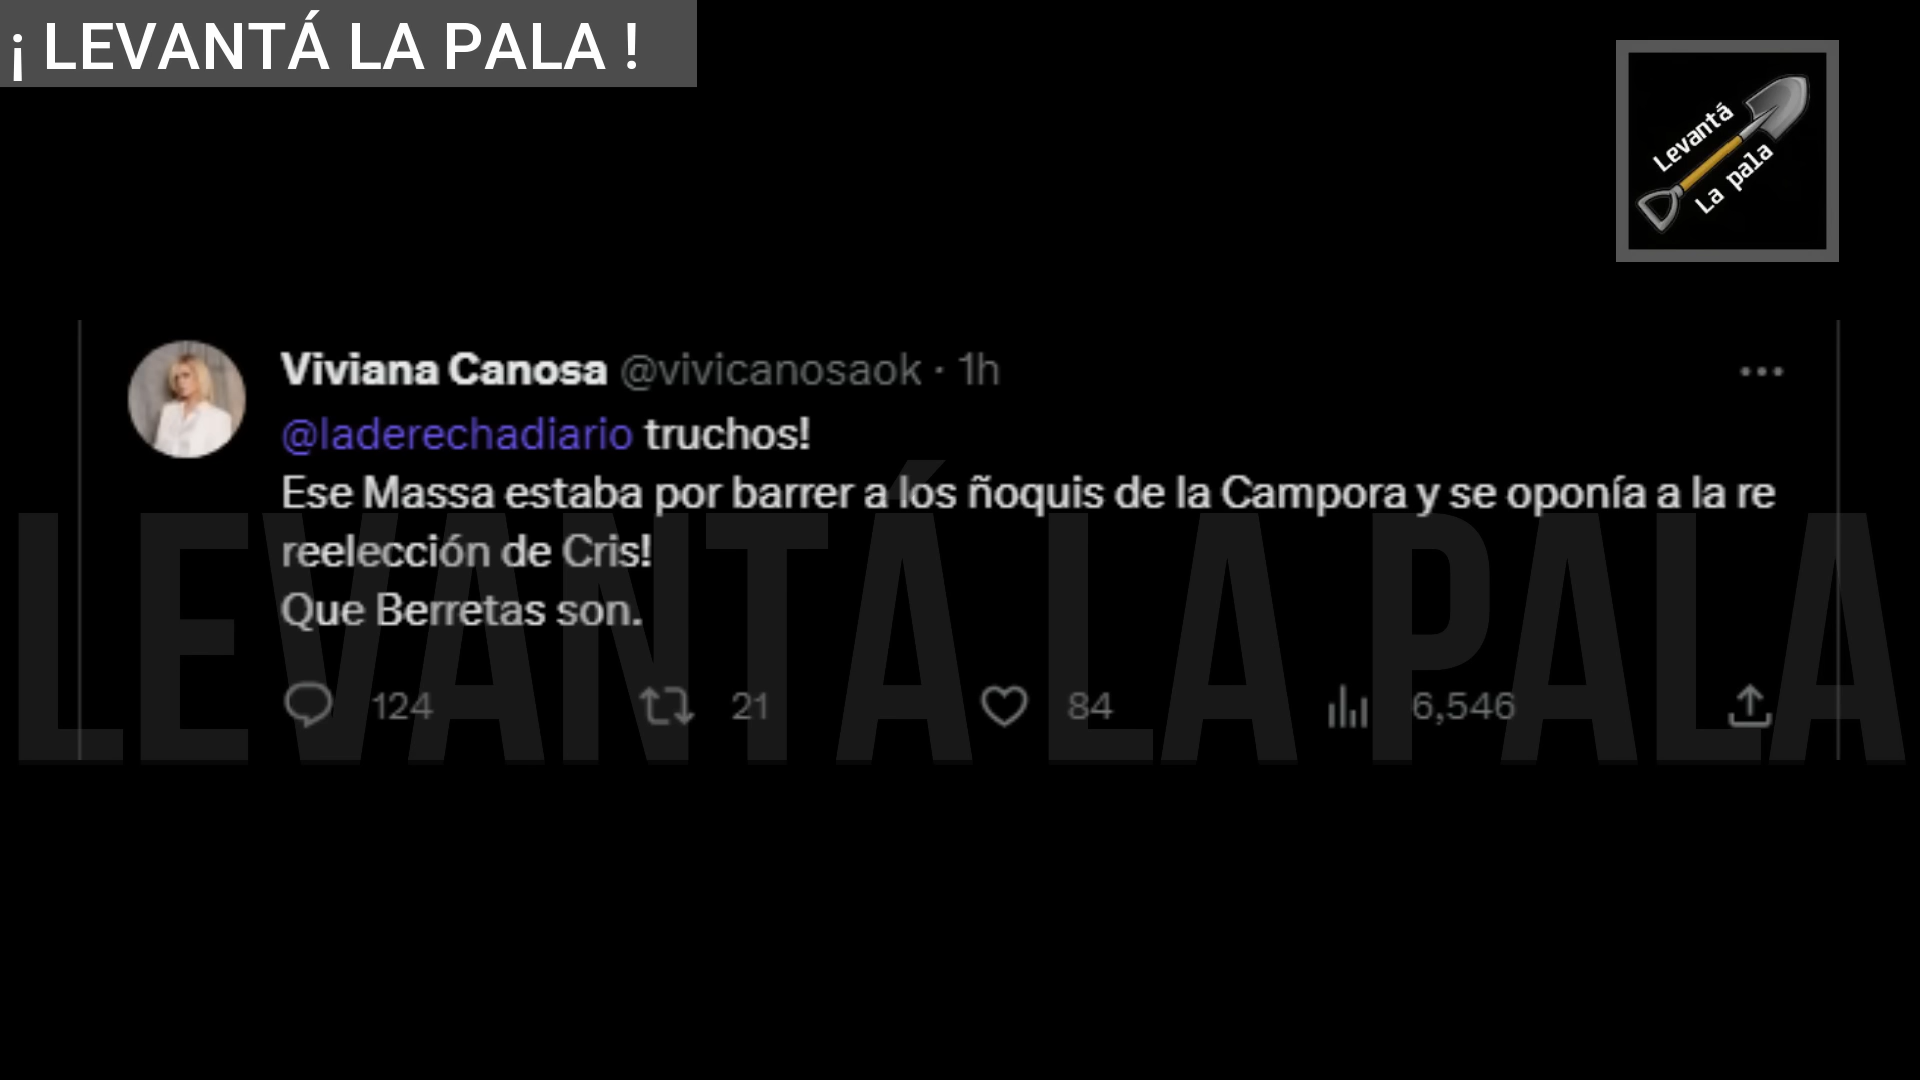 ¡ LEVANTÁ LA PALA !
Levantá
La pala
Viviana Canosa @vivicanosaok · 1h
@laderechadiario truchos!
Ese Massa estaba por barrer a los ñoquis de la Campora y se oponía a la re
reelección de Cris!
Que Berretas son.
124 21 84 6,546
LEVANTÁ LA PALA